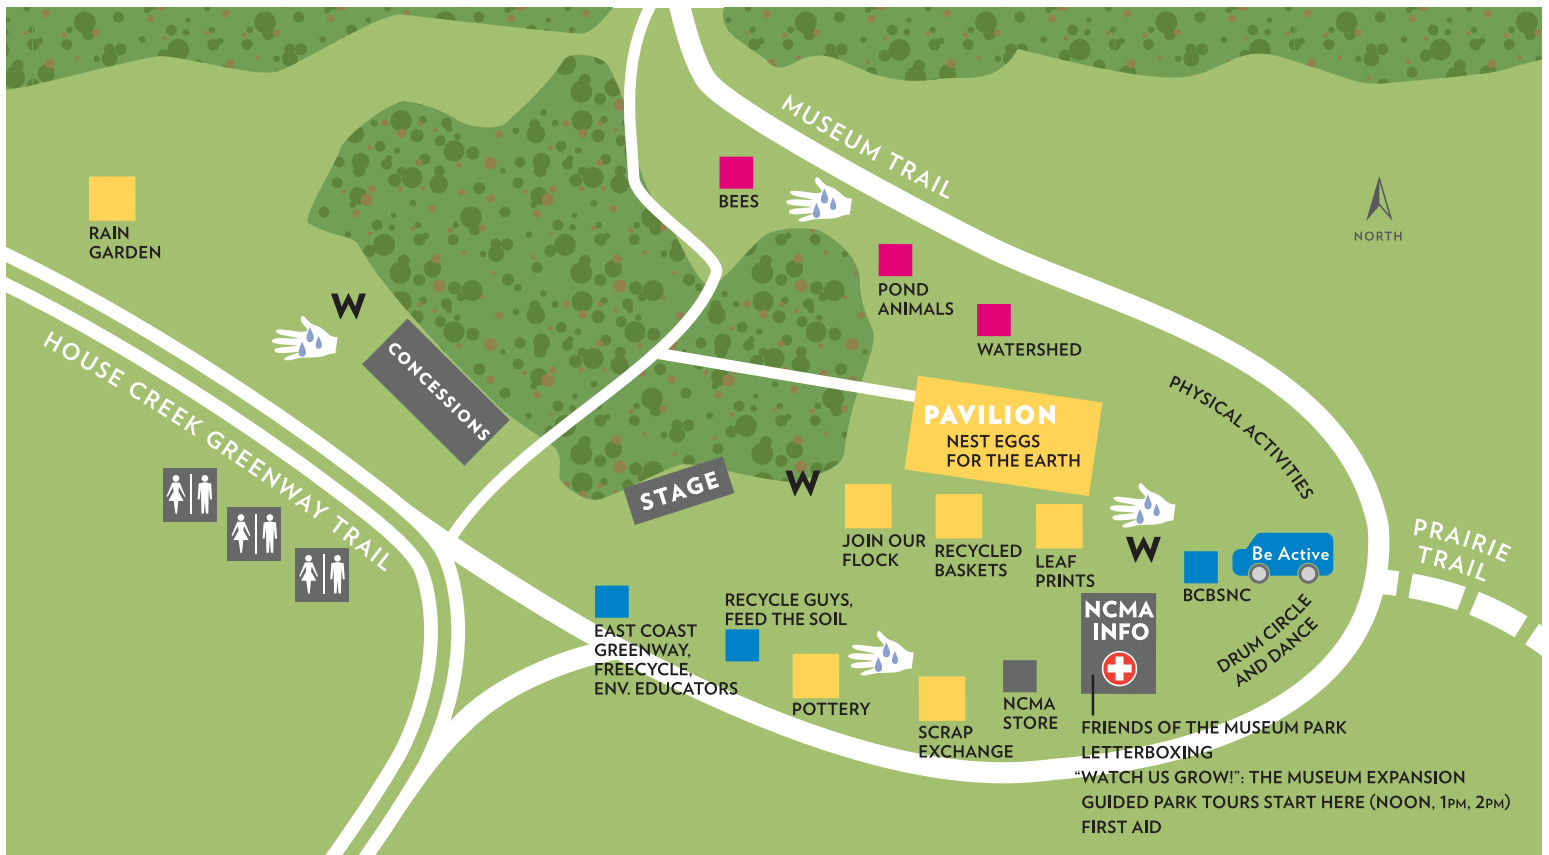 MUSEUM TRAIL
BEES
RAIN
GARDEN
NORTH
POND
ANIMALS
W
WATERSHED
HOUSE CREEK GREENWAY TRAIL
CONCESSIONS
PHYSICAL ACTIVITIES
PAVILION
NEST EGGS
FOR THE EARTH
STAGE
W
JOIN OUR
FLOCK
RECYCLED
BASKETS
LEAF
PRINTS
W
Be Active
BCBSNC
PRAIRIE
TRAIL
RECYCLE GUYS,
FEED THE SOIL
EAST COAST
GREENWAY,
FREECYCLE,
ENV. EDUCATORS
NCMA
INFO
DRUM CIRCLE
AND DANCE
POTTERY
NCMA
STORE
SCRAP
EXCHANGE
FRIENDS OF THE MUSEUM PARK
LETTERBOXING
“WATCH US GROW!”: THE MUSEUM EXPANSION
GUIDED PARK TOURS START HERE (NOON, 1PM, 2PM)
FIRST AID